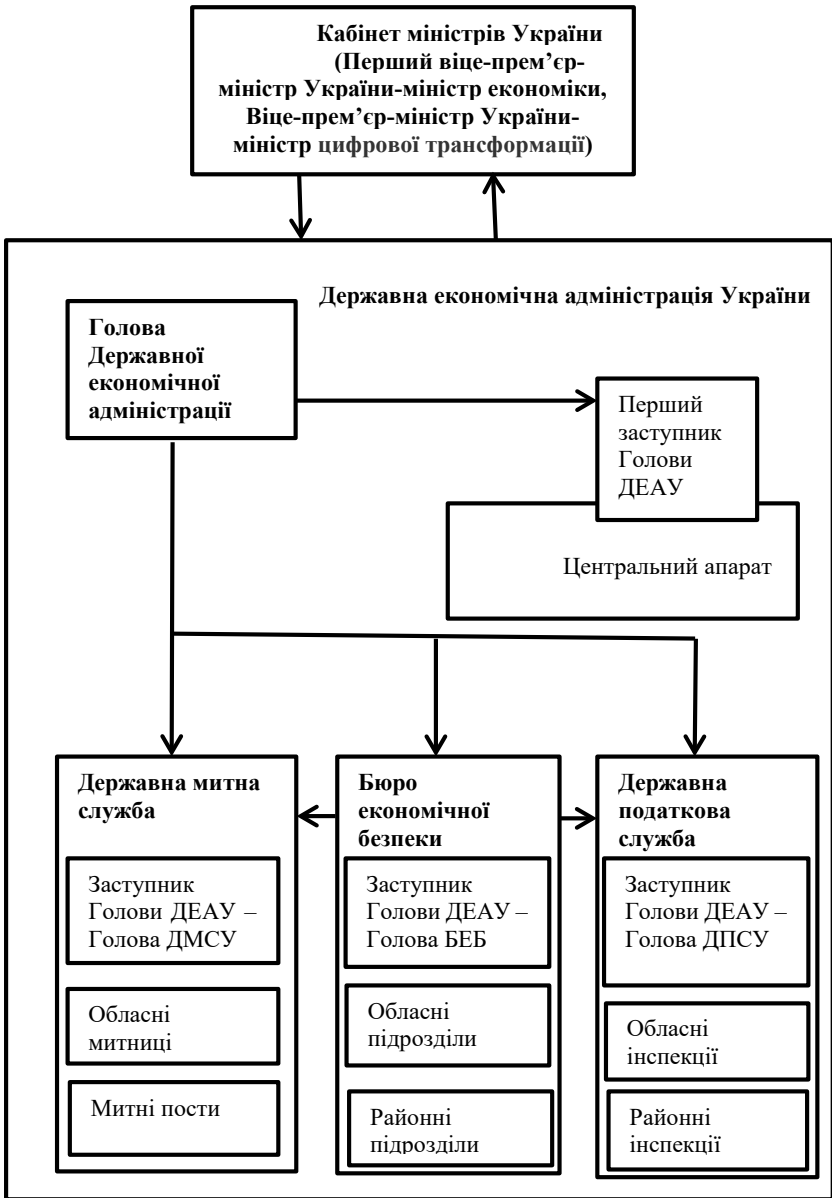 Кабінет міністрів України
(Перший віце-прем’єр-
міністр України-міністр економіки,
Віце-прем’єр-міністр України-
міністр цифрової трансформації)
Державна економічна адміністрація України
Голова
Державної
економічної
адміністрації
Перший
заступник
Голови
ДЕАУ
Центральний апарат
Державна митна
служба
Заступник
Голови ДЕАУ –
Голова ДМСУ
Обласні
митниці
Митні пости
Бюро
економічної
безпеки
Заступник
Голови ДЕАУ –
Голова БЕБ
Обласні
підрозділи
Районні
підрозділи
Державна
податкова
служба
Заступник
Голови ДЕАУ –
Голова ДПСУ
Обласні
інспекції
Районні
інспекції